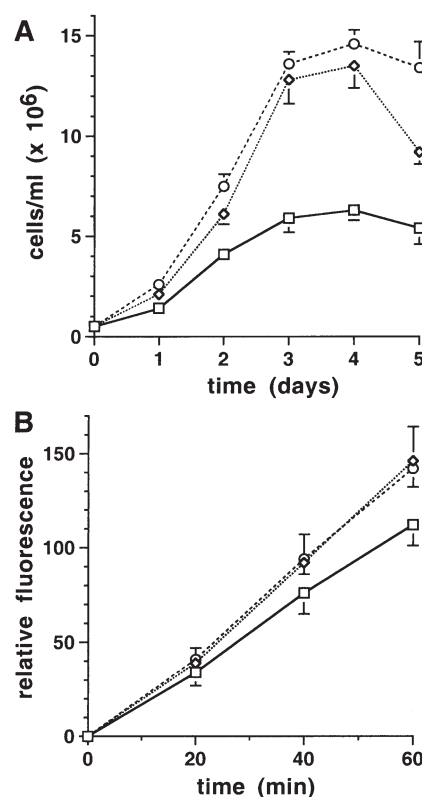 A
15
10
5
0
cells/ml (x 10⁶)
0 1 2 3 4 5
time (days)
B
150
100
50
0
relative fluorescence
0 20 40 60
time (min)